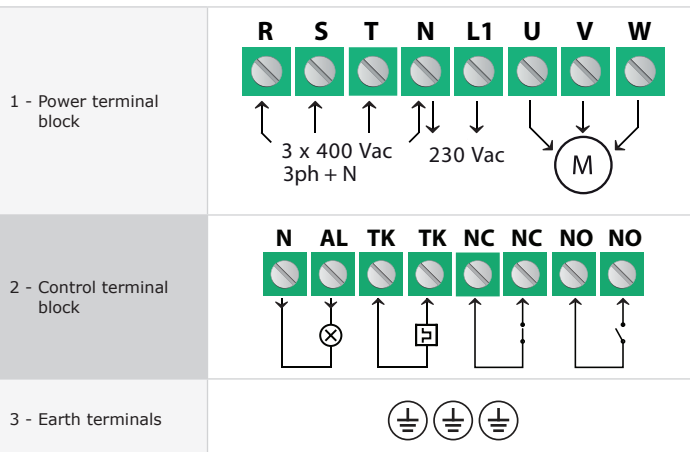 R S T N L1 U V W
1 - Power terminal
block
3 x 400 Vac
3ph + N
230 Vac
M
N AL TK TK NC NC NO NO
2 - Control terminal
block
3 - Earth terminals